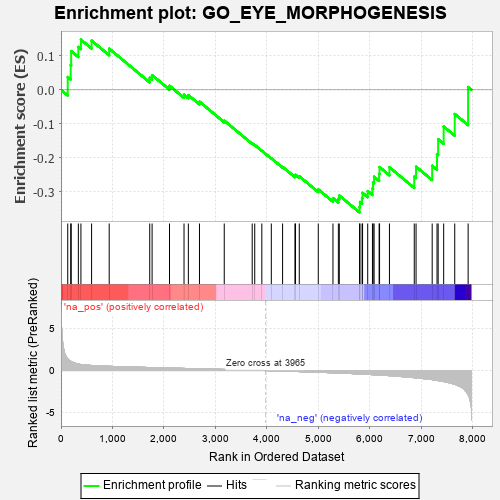 Enrichment plot: GO_EYE_MORPHOGENESIS
Enrichment score (ES)
0.1
0.0
-0.1
-0.2
-0.3
'na_pos' (positively correlated)
Ranked list metric (PreRanked)
5
0
-5
Zero cross at 3965
'na_neg' (negatively correlated)
0
1,000
2,000
3,000
4,000
5,000
6,000
7,000
8,000
Rank in Ordered Dataset
Enrichment profile
Hits
Ranking metric scores